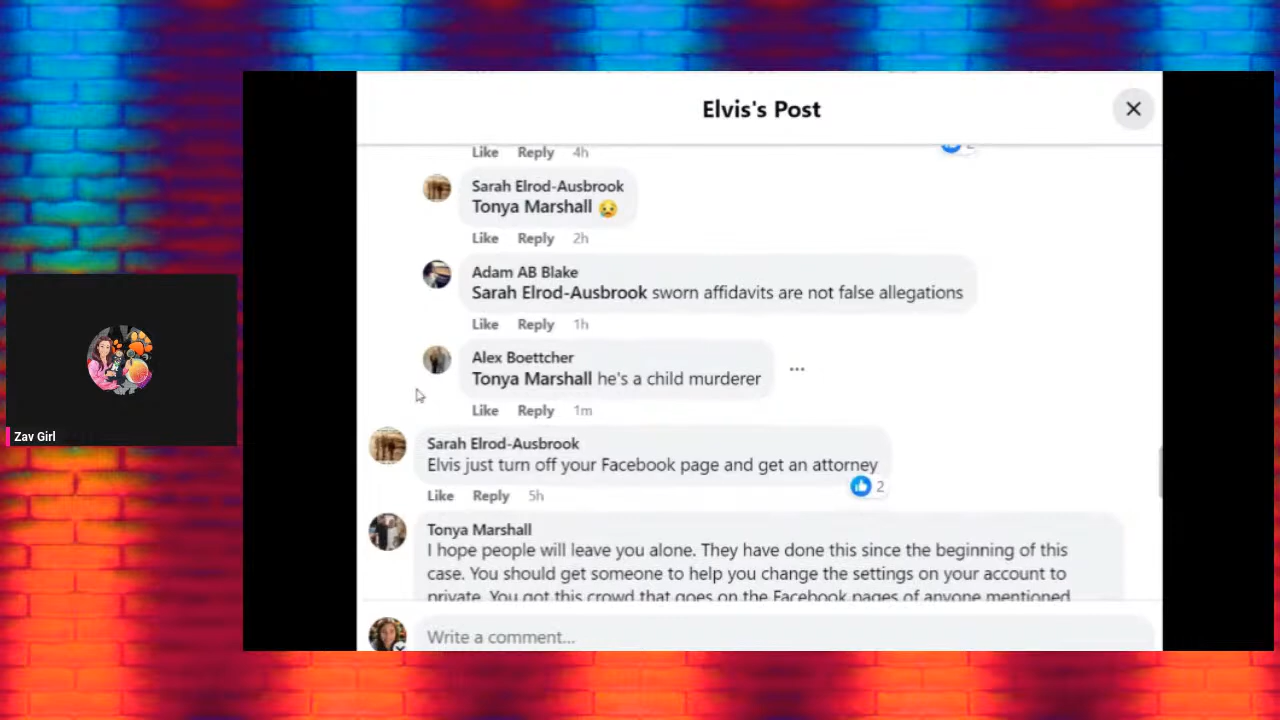 Elvis's Post
Like Reply 4h
2
Sarah Elrod-Ausbrook
Tonya Marshall 😥
Like Reply 2h
Adam AB Blake
Sarah Elrod-Ausbrook sworn affidavits are not false allegations
Like Reply 1h
Alex Boettcher
Tonya Marshall he's a child murderer
Like Reply 1m
Sarah Elrod-Ausbrook
Elvis just turn off your Facebook page and get an attorney
2
Like Reply 5h
Tonya Marshall
I hope people will leave you alone. They have done this since the beginning of this
case. You should get someone to help you change the settings on your account to
private. You got this crowd that goes on the Facebook pages of anyone mentioned
Write a comment...
Zav Girl